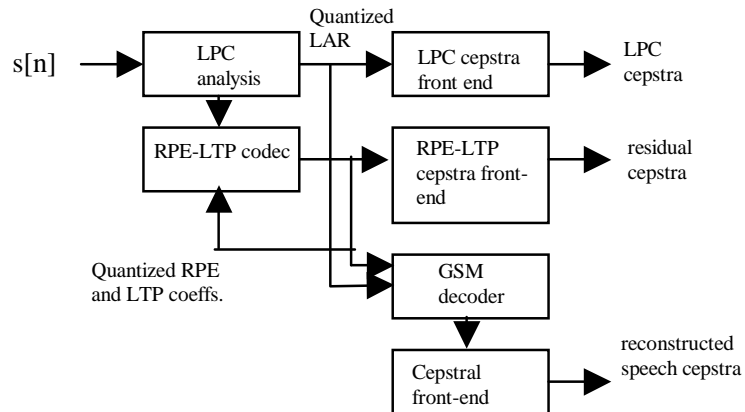 Quantized
LAR
s[n]
LPC
analysis
LPC cepstra
front end
LPC
cepstra
RPE-LTP codec
RPE-LTP
cepstra front-
end
residual
cepstra
Quantized RPE
and LTP coeffs.
GSM
decoder
Cepstral
front-end
reconstructed
speech cepstra